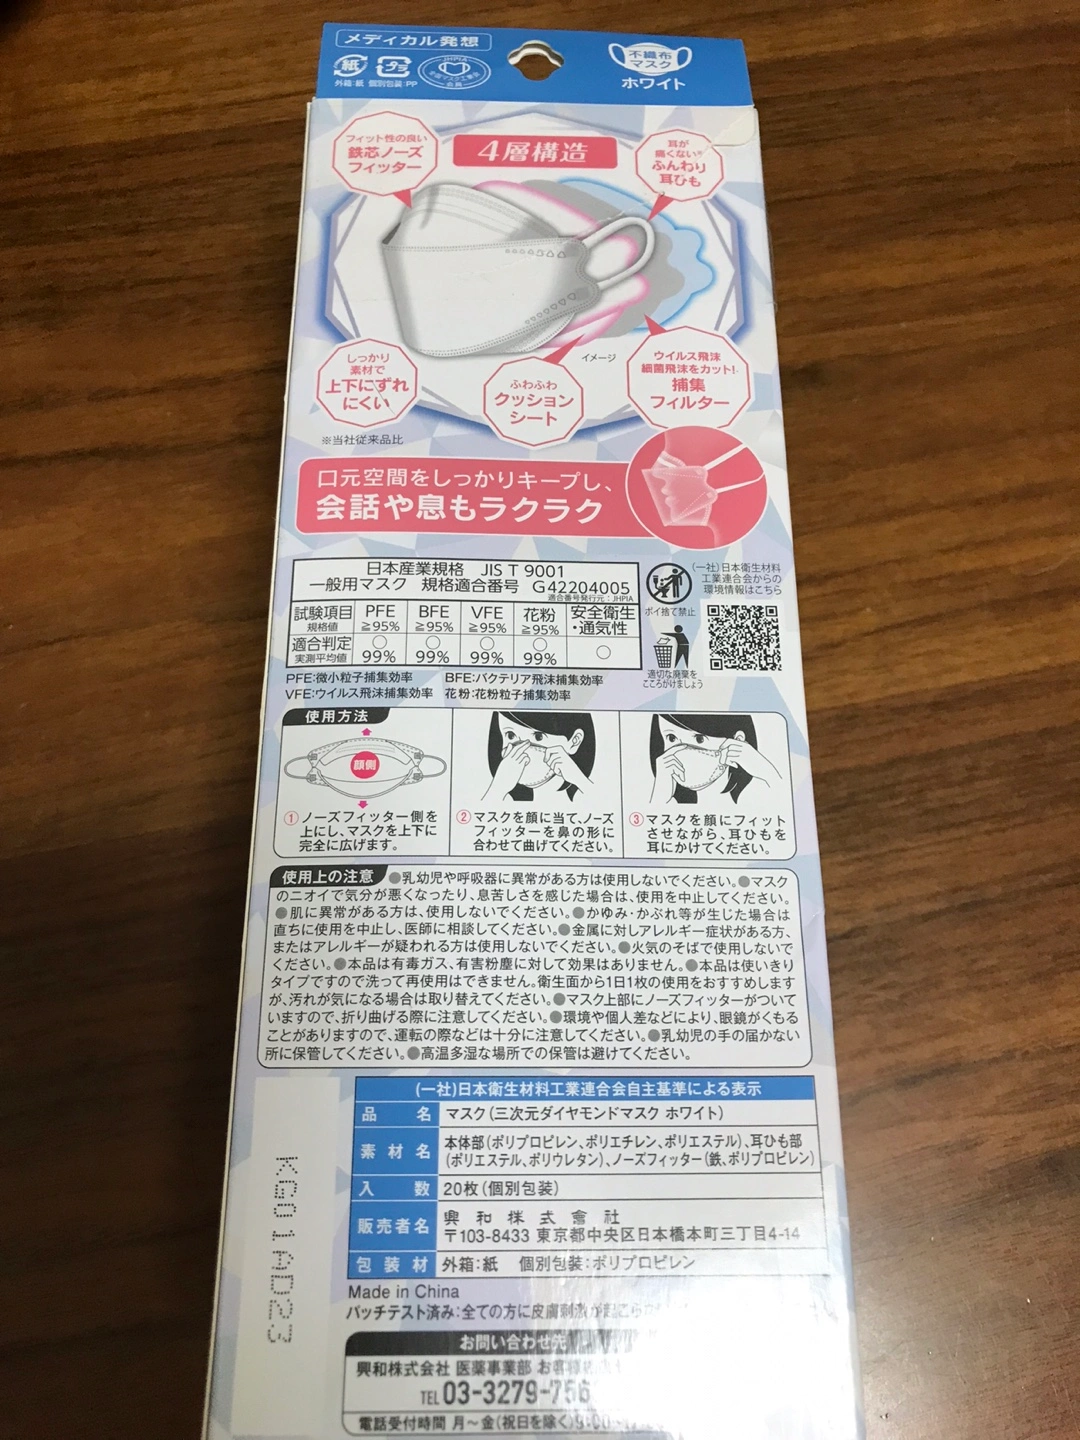 メディカル発想
不織布
マスク
ホワイト
紙
プラ
外箱:紙 個別包装:PP
JHPIA
全国マスク工業会
会員
フィット性の良い
鉄芯ノーズ
フィッター
4層構造
耳が
痛くない※
ふんわり
耳ひも
しっかり
素材で
上下にずれ
にくい
※当社従来品比
ふわふわ
クッション
シート
イメージ
ウイルス飛沫
細菌飛沫をカット!
捕集
フィルター
口元空間をしっかりキープし、
会話や息もラクラク
日本産業規格 JIS T 9001
一般用マスク 規格適合番号 G42204005
適合番号発行元:JHPIA
試験項目 PFE BFE VFE 花粉 安全衛生
規格値 ≧95% ≧95% ≧95% ≧95% ・通気性
適合判定 ○ ○ ○ ○ ○
実測平均値 99% 99% 99% 99%
PFE:微小粒子捕集効率 BFE:バクテリア飛沫捕集効率
VFE:ウイルス飛沫捕集効率 花粉:花粉粒子捕集効率
(一社)日本衛生材料
工業連合会からの
環境情報はこちら
ポイ捨て禁止
適切な廃棄を
こころがけましょう
使用方法
顔側
①ノーズフィッター側を
上にし、マスクを上下に
完全に広げます。
②マスクを顔に当て、ノーズ
フィッターを鼻の形に
合わせて曲げてください。
③マスクを顔にフィット
させながら、耳ひもを
耳にかけてください。
使用上の注意 ●乳幼児や呼吸器に異常がある方は使用しないでください。●マスク
のニオイで気分が悪くなったり、息苦しさを感じた場合は、使用を中止してください。
●肌に異常がある方は、使用しないでください。●かゆみ・かぶれ等が生じた場合は
直ちに使用を中止し、医師に相談してください。●金属に対しアレルギー症状がある方、
またはアレルギーが疑われる方は使用しないでください。●火気のそばで使用しないで
ください。●本品は有毒ガス、有害粉塵に対して効果はありません。●本品は使いきり
タイプですので洗って再使用はできません。衛生面から1日1枚の使用をおすすめします
が、汚れが気になる場合は取り替えてください。●マスク上部にノーズフィッターがついて
いますので、折り曲げる際に注意してください。●環境や個人差などにより、眼鏡がくもる
ことがありますので、運転の際などは十分に注意してください。●乳幼児の手の届かない
所に保管してください。●高温多湿な場所での保管は避けてください。
(一社)日本衛生材料工業連合会自主基準による表示
品名 マスク(三次元ダイヤモンドマスク ホワイト)
素材名 本体部(ポリプロピレン、ポリエチレン、ポリエステル)、耳ひも部
(ポリエステル、ポリウレタン)、ノーズフィッター(鉄、ポリプロピレン)
入数 20枚(個別包装)
販売者名 興和株式會社
〒103-8433 東京都中央区日本橋本町三丁目4-14
包装材 外箱:紙 個別包装:ポリプロピレン
Made in China
パッチテスト済み:全ての方に皮膚刺激が起こら
お問い合わせ先
興和株式会社 医薬事業部 お客様
TEL 03-3279-756
電話受付時間 月～金(祝日を除く)9:00
KG01AD23